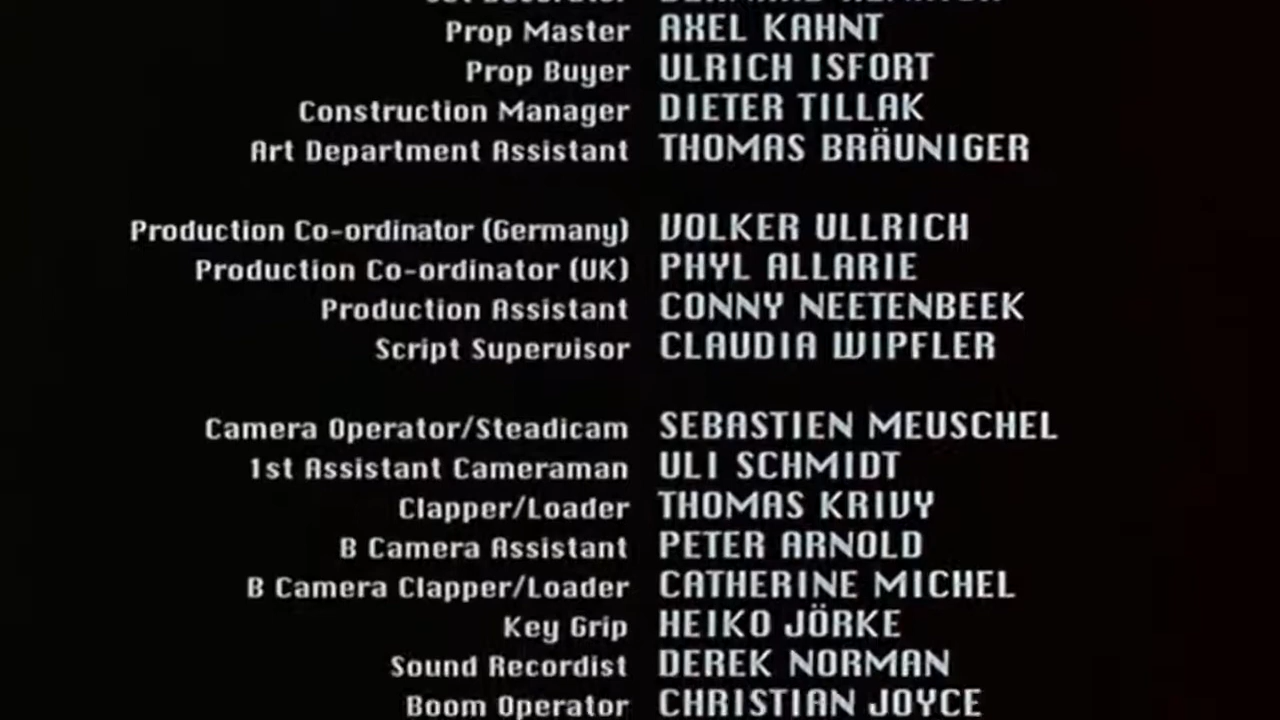 Prop Master AXEL KAHNT
Prop Buyer ULRICH ISFORT
Construction Manager DIETER TILLAK
Art Department Assistant THOMAS BRÄUNIGER
Production Co-ordinator (Germany) VOLKER ULLRICH
Production Co-ordinator (UK) PHYL ALLARIE
Production Assistant CONNY NEETENBEEK
Script Supervisor CLAUDIA WIPFLER
Camera Operator/Steadicam SEBASTIEN MEUSCHEL
1st Assistant Cameraman ULI SCHMIDT
Clapper/Loader THOMAS KRIVY
B Camera Assistant PETER ARNOLD
B Camera Clapper/Loader CATHERINE MICHEL
Key Grip HEIKO JÖRKE
Sound Recordist DEREK NORMAN
Boom Operator CHRISTIAN JOYCE